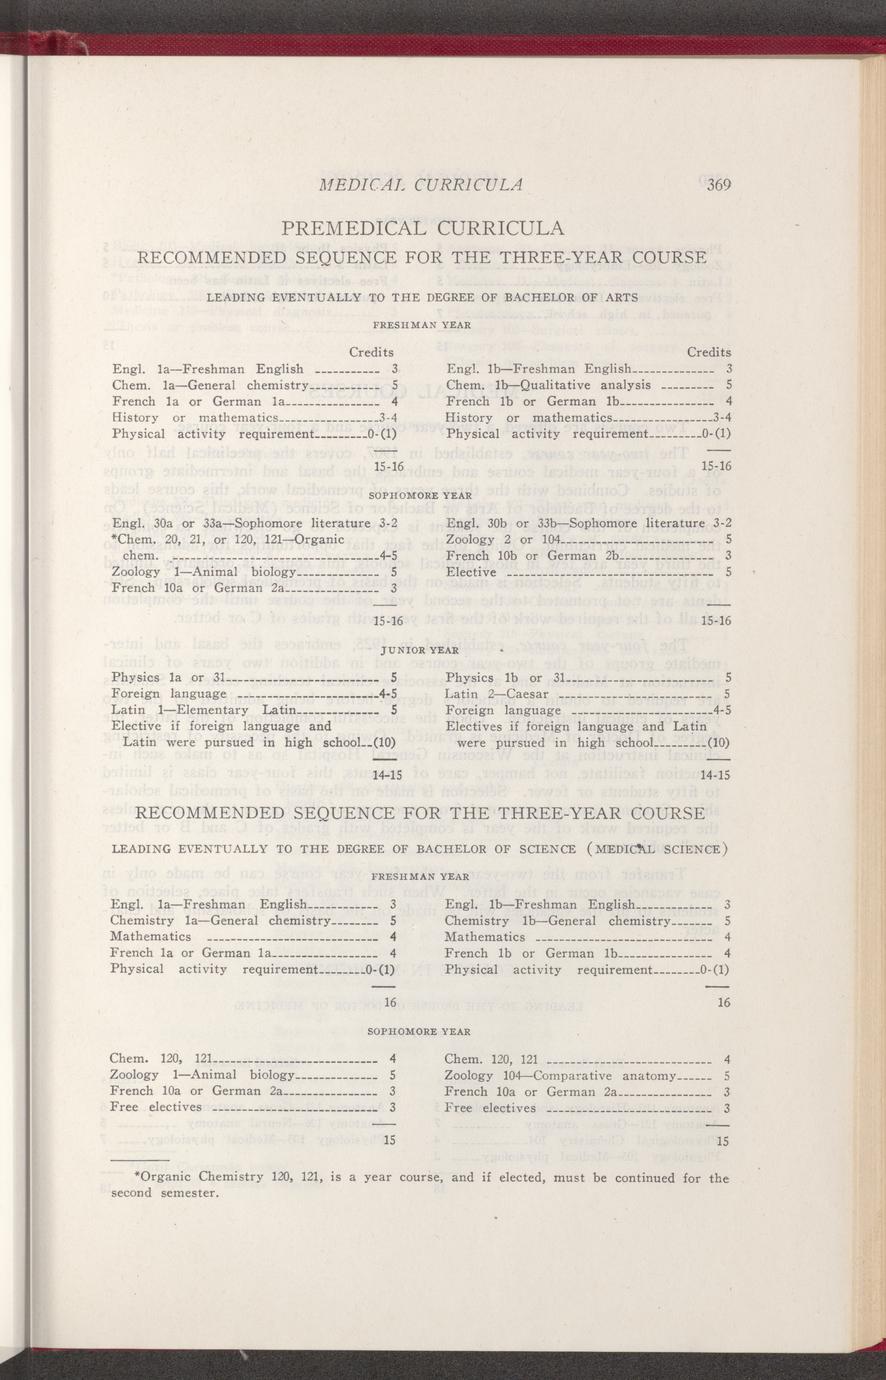 MEDICAL CURRICULA 369
PREMEDICAL CURRICULA
RECOMMENDED SEQUENCE FOR THE THREE-YEAR COURSE
LEADING EVENTUALLY TO THE DEGREE OF BACHELOR OF ARTS
FRESHMAN YEAR
Credits
Engl. 1a—Freshman English 3
Chem. 1a—General chemistry 5
French 1a or German 1a 4
History or mathematics 3-4
Physical activity requirement 0-(1)
15-16
Credits
Engl. 1b—Freshman English 3
Chem. 1b—Qualitative analysis 5
French 1b or German 1b 4
History or mathematics 3-4
Physical activity requirement 0-(1)
15-16
SOPHOMORE YEAR
Engl. 30a or 33a—Sophomore literature 3-2
*Chem. 20, 21, or 120, 121—Organic
chem. 4-5
Zoology 1—Animal biology 5
French 10a or German 2a 3
15-16
Engl. 30b or 33b—Sophomore literature 3-2
Zoology 2 or 104 5
French 10b or German 2b 3
Elective 5
15-16
JUNIOR YEAR
Physics 1a or 31 5
Foreign language 4-5
Latin 1—Elementary Latin 5
Elective if foreign language and
Latin were pursued in high school (10)
14-15
Physics 1b or 31 5
Latin 2—Caesar 5
Foreign language 4-5
Electives if foreign language and Latin
were pursued in high school (10)
14-15
RECOMMENDED SEQUENCE FOR THE THREE-YEAR COURSE
LEADING EVENTUALLY TO THE DEGREE OF BACHELOR OF SCIENCE (MEDICAL SCIENCE)
FRESHMAN YEAR
Engl. 1a—Freshman English 3
Chemistry 1a—General chemistry 5
Mathematics 4
French 1a or German 1a 4
Physical activity requirement 0-(1)
16
Engl. 1b—Freshman English 3
Chemistry 1b—General chemistry 5
Mathematics 4
French 1b or German 1b 4
Physical activity requirement 0-(1)
16
SOPHOMORE YEAR
Chem. 120, 121 4
Zoology 1—Animal biology 5
French 10a or German 2a 3
Free electives 3
15
Chem. 120, 121 4
Zoology 104—Comparative anatomy 5
French 10a or German 2a 3
Free electives 3
15
*Organic Chemistry 120, 121, is a year course, and if elected, must be continued for the
second semester.